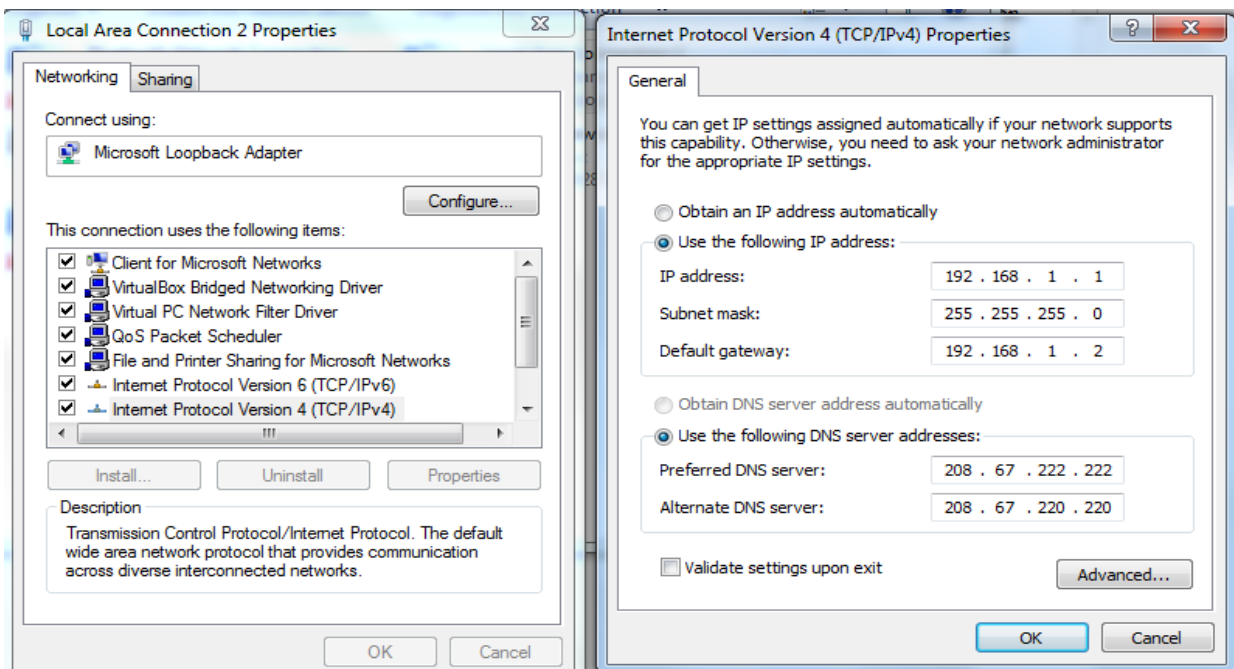 Local Area Connection 2 Properties
Networking
Sharing
Connect using:
Microsoft Loopback Adapter
Configure...
This connection uses the following items:
Client for Microsoft Networks
VirtualBox Bridged Networking Driver
Virtual PC Network Filter Driver
QoS Packet Scheduler
File and Printer Sharing for Microsoft Networks
Internet Protocol Version 6 (TCP/IPv6)
Internet Protocol Version 4 (TCP/IPv4)
Install...
Uninstall
Properties
Description
Transmission Control Protocol/Internet Protocol. The default
wide area network protocol that provides communication
across diverse interconnected networks.
OK
Cancel
Internet Protocol Version 4 (TCP/IPv4) Properties
General
You can get IP settings assigned automatically if your network supports
this capability. Otherwise, you need to ask your network administrator
for the appropriate IP settings.
Obtain an IP address automatically
Use the following IP address:
IP address: 192 . 168 . 1 . 1
Subnet mask: 255 . 255 . 255 . 0
Default gateway: 192 . 168 . 1 . 2
Obtain DNS server address automatically
Use the following DNS server addresses:
Preferred DNS server: 208 . 67 . 222 . 222
Alternate DNS server: 208 . 67 . 220 . 220
Validate settings upon exit
Advanced...
OK
Cancel